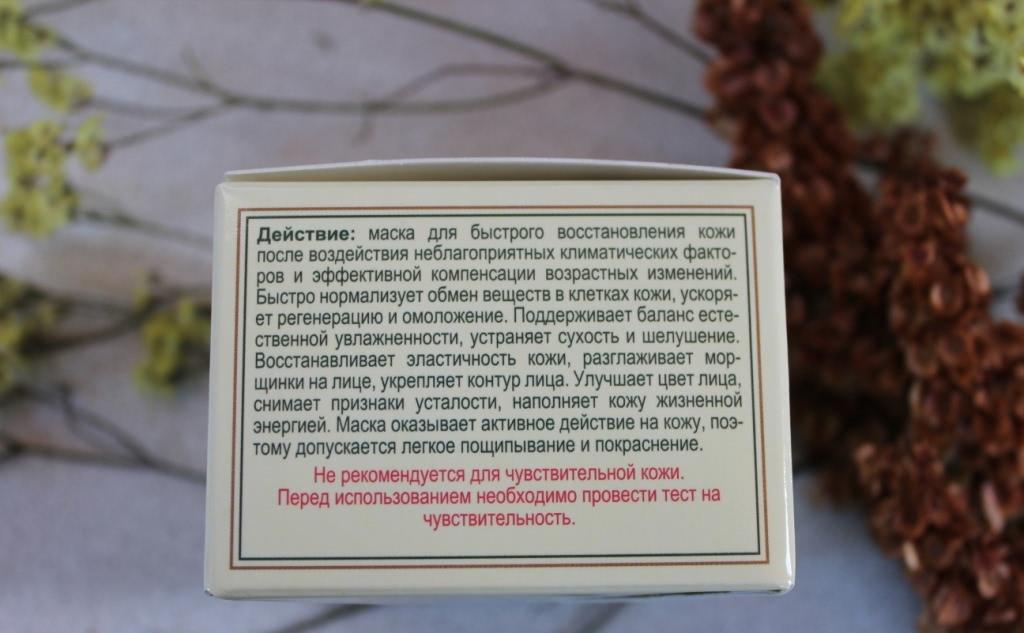 Действие: маска для быстрого восстановления кожи
после воздействия неблагоприятных климатических факто-
ров и эффективной компенсации возрастных изменений.
Быстро нормализует обмен веществ в клетках кожи, ускоря-
ет регенерацию и омоложение. Поддерживает баланс есте-
ственной увлажненности, устраняет сухость и шелушение.
Восстанавливает эластичность кожи, разглаживает мор-
щинки на лице, укрепляет контур лица. Улучшает цвет лица,
снимает признаки усталости, наполняет кожу жизненной
энергией. Маска оказывает активное действие на кожу, поэ-
тому допускается легкое пощипывание и покраснение.
Не рекомендуется для чувствительной кожи.
Перед использованием необходимо провести тест на
чувствительность.